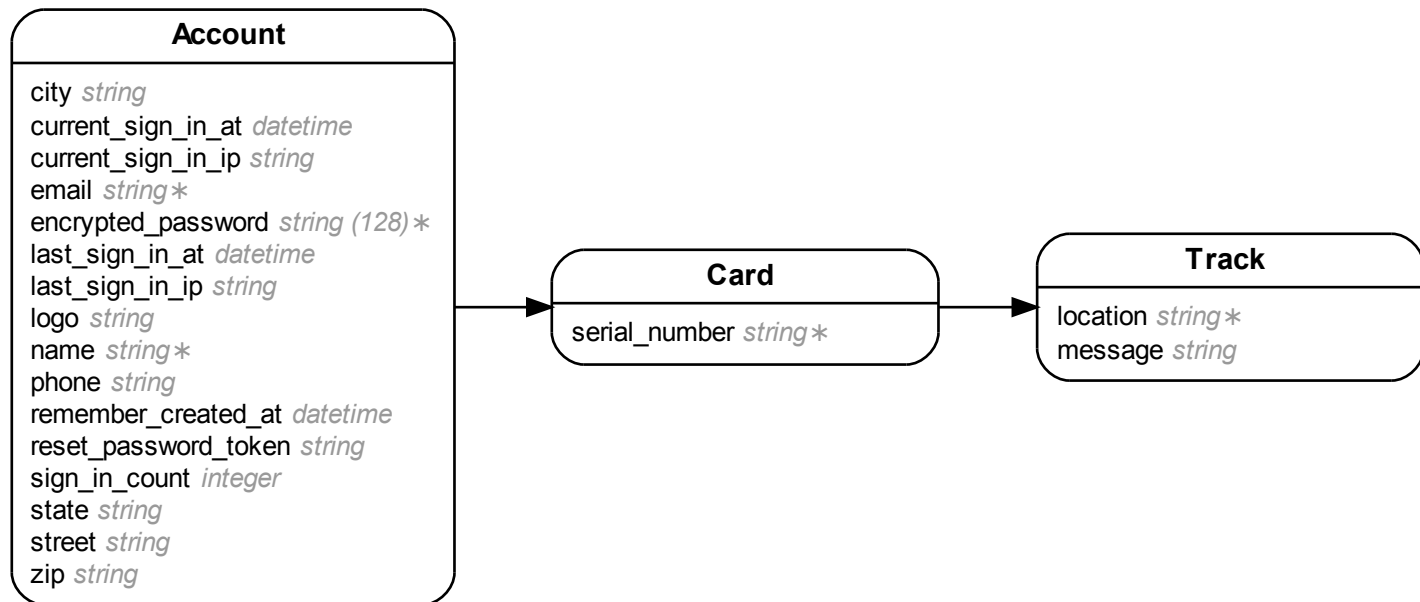 Account
city string
current_sign_in_at datetime
current_sign_in_ip string
email string∗
encrypted_password string (128)∗
last_sign_in_at datetime
last_sign_in_ip string
logo string
name string∗
phone string
remember_created_at datetime
reset_password_token string
sign_in_count integer
state string
street string
zip string
Card
serial_number string∗
Track
location string∗
message string